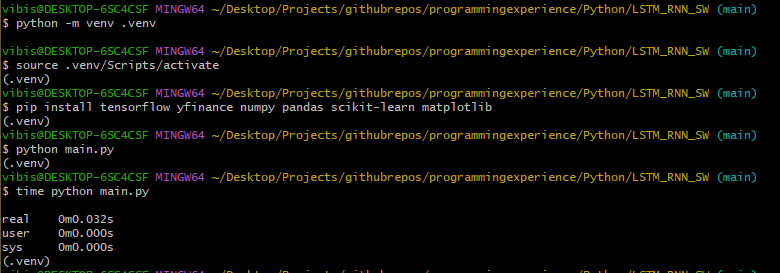 vibis@DESKTOP-6SC4CSF MINGW64 ~/Desktop/Projects/githubrepos/programmingexperience/Python/LSTM_RNN_SW (main)
$ python -m venv .venv

vibis@DESKTOP-6SC4CSF MINGW64 ~/Desktop/Projects/githubrepos/programmingexperience/Python/LSTM_RNN_SW (main)
$ source .venv/Scripts/activate
(.venv)
vibis@DESKTOP-6SC4CSF MINGW64 ~/Desktop/Projects/githubrepos/programmingexperience/Python/LSTM_RNN_SW (main)
$ pip install tensorflow yfinance numpy pandas scikit-learn matplotlib
(.venv)
vibis@DESKTOP-6SC4CSF MINGW64 ~/Desktop/Projects/githubrepos/programmingexperience/Python/LSTM_RNN_SW (main)
$ python main.py
(.venv)
vibis@DESKTOP-6SC4CSF MINGW64 ~/Desktop/Projects/githubrepos/programmingexperience/Python/LSTM_RNN_SW (main)
$ time python main.py

real 0m0.032s
user 0m0.000s
sys 0m0.000s
(.venv)